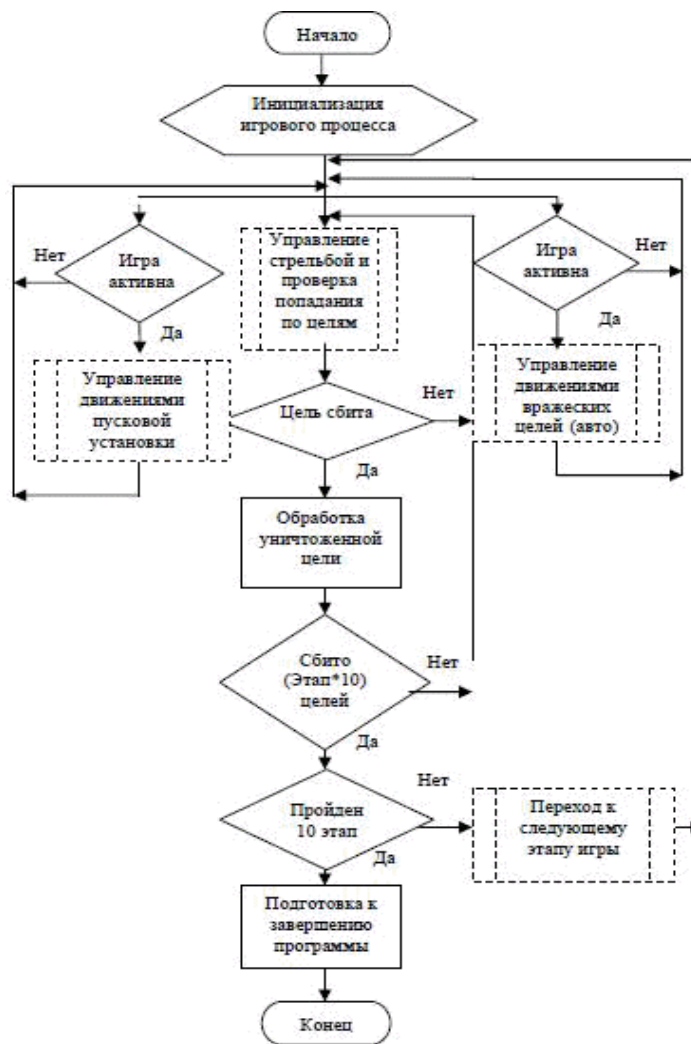 Начало
Инициализация
игрового процесса
Нет
Игра
активна
Да
Управление
стрельбой и
проверка
попадания
по целям
Игра
активна
Нет
Да
Управление
движениями
пусковой
установки
Цель сбита
Нет
Да
Управление
движениями
вражеских
целей (авто)
Обработка
уничтоженной
цели
Сбито
(Этап*10)
целей
Нет
Да
Пройден
10 этап
Нет
Да
Переход к
следующему
этапу игры
Подготовка к
завершению
программы
Конец